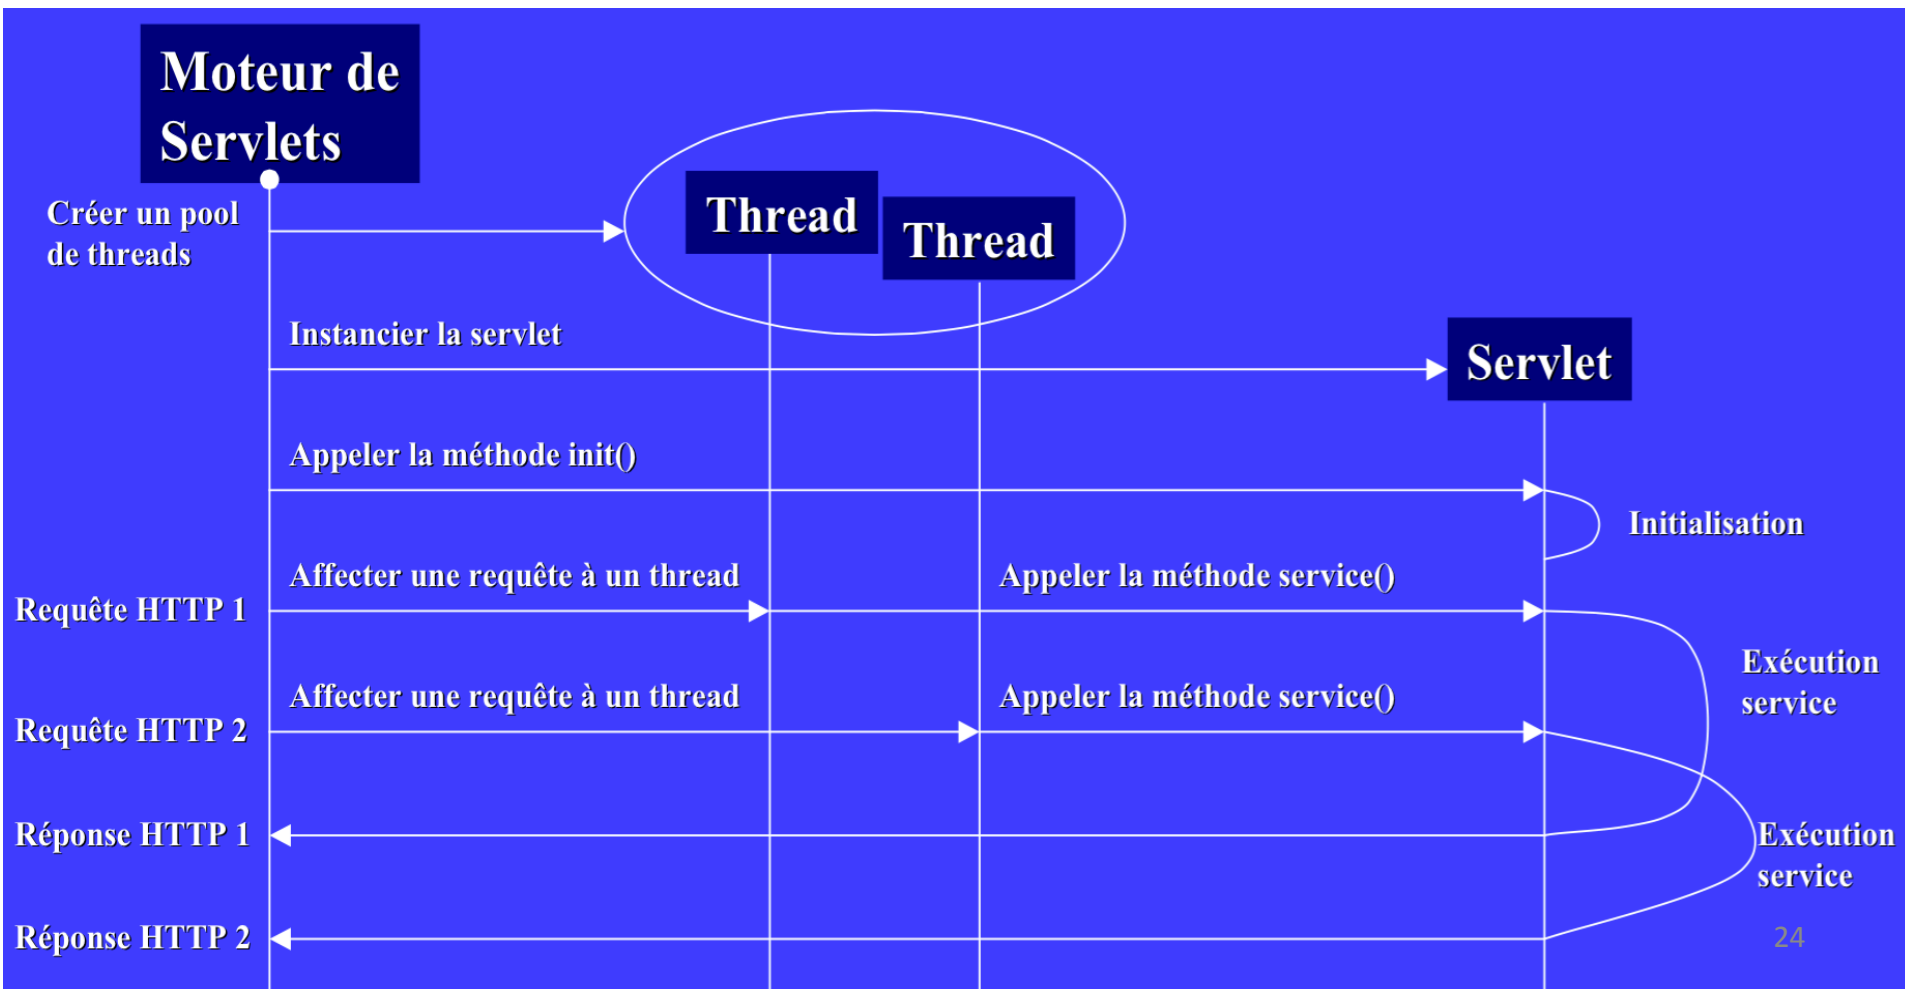 Moteur de
Servlets
Créer un pool
de threads
Thread
Thread
Instancier la servlet
Servlet
Appeler la méthode init()
Initialisation
Affecter une requête à un thread
Appeler la méthode service()
Requête HTTP 1
Exécution
service
Affecter une requête à un thread
Appeler la méthode service()
Requête HTTP 2
Réponse HTTP 1
Exécution
service
Réponse HTTP 2
24